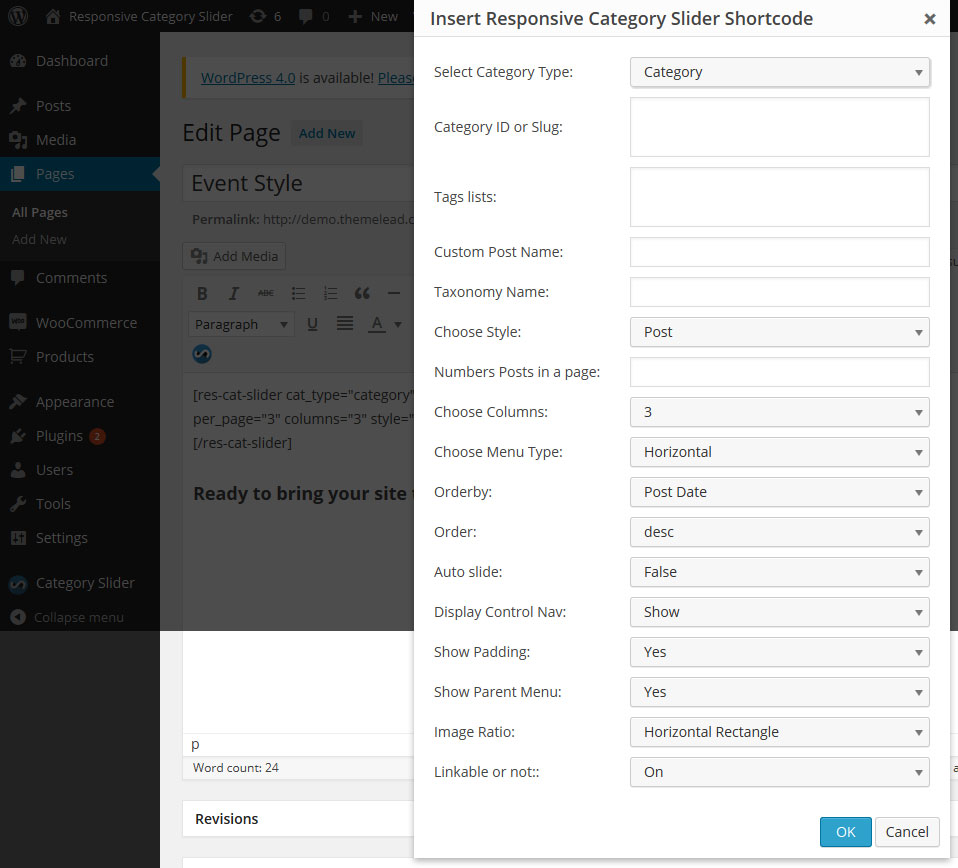 Responsive Category Slider 6 0 New
Dashboard
Posts
Media
Pages
All Pages
Add New
Comments
WooCommerce
Products
Appearance
Plugins 2
Users
Tools
Settings
Category Slider
Collapse menu
WordPress 4.0 is available! Please
Edit Page Add New
Event Style
Permalink: http://demo.themelead.c
Add Media
B I ABC
Paragraph U A
[res-cat-slider cat_type="category"
per_page="3" columns="3" style="
[/res-cat-slider]
Ready to bring your site
p
Word count: 24
Revisions
Insert Responsive Category Slider Shortcode ×
Select Category Type: Category
Category ID or Slug:
Tags lists:
Custom Post Name:
Taxonomy Name:
Choose Style: Post
Numbers Posts in a page:
Choose Columns: 3
Choose Menu Type: Horizontal
Orderby: Post Date
Order: desc
Auto slide: False
Display Control Nav: Show
Show Padding: Yes
Show Parent Menu: Yes
Image Ratio: Horizontal Rectangle
Linkable or not:: On
OK Cancel